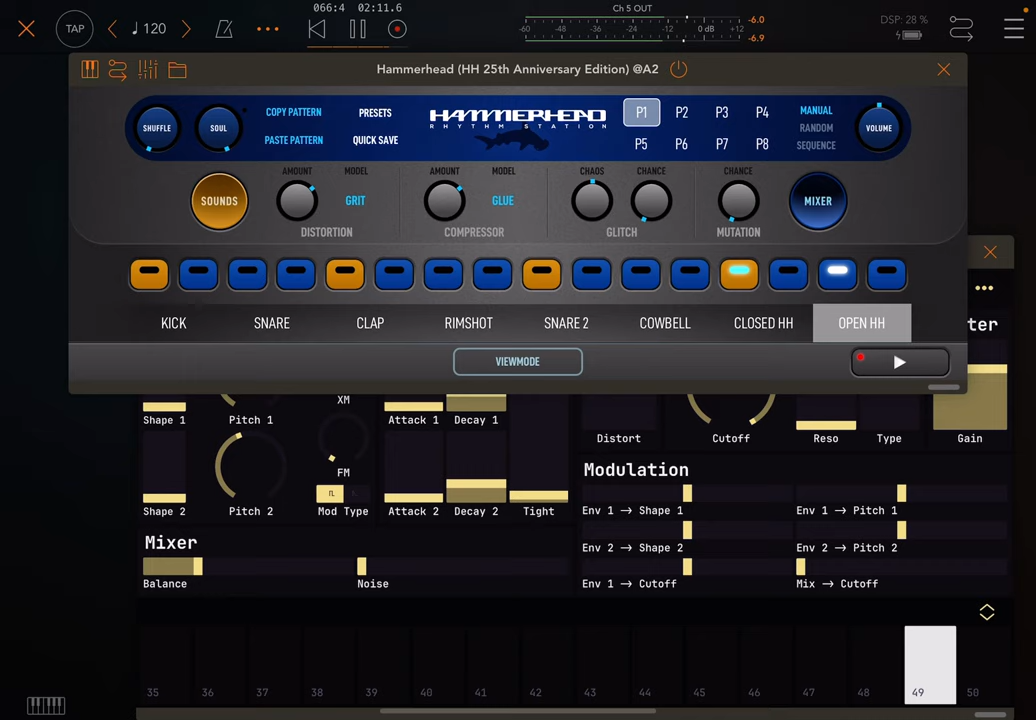 066:4 02:11.6
Ch 5 OUT
TAP
♩ 120
-60 -48 -36 -24 -12 0 dB +12
-6.0
-6.9
DSP: 28 %
Hammerhead (HH 25th Anniversary Edition) @A2
SHUFFLE
SOUL
COPY PATTERN
PASTE PATTERN
PRESETS
QUICK SAVE
HAMMERHEAD
RHYTHM STATION
P1 P2 P3 P4
P5 P6 P7 P8
MANUAL
RANDOM
SEQUENCE
VOLUME
SOUNDS
AMOUNT MODEL
GRIT
DISTORTION
AMOUNT MODEL
GLUE
COMPRESSOR
CHAOS CHANCE
GLITCH
CHANCE
MUTATION
MIXER
KICK SNARE CLAP RIMSHOT SNARE 2 COWBELL CLOSED HH OPEN HH
VIEWMODE
ter
Shape 1 Pitch 1 XM Attack 1 Decay 1
Distort Cutoff Reso Type Gain
FM
Shape 2 Pitch 2 Mod Type Attack 2 Decay 2 Tight
Modulation
Env 1 → Shape 1 Env 1 → Pitch 1
Env 2 → Shape 2 Env 2 → Pitch 2
Env 1 → Cutoff Mix → Cutoff
Mixer
Balance Noise
35 36 37 38 39 40 41 42 43 44 45 46 47 48 49 50